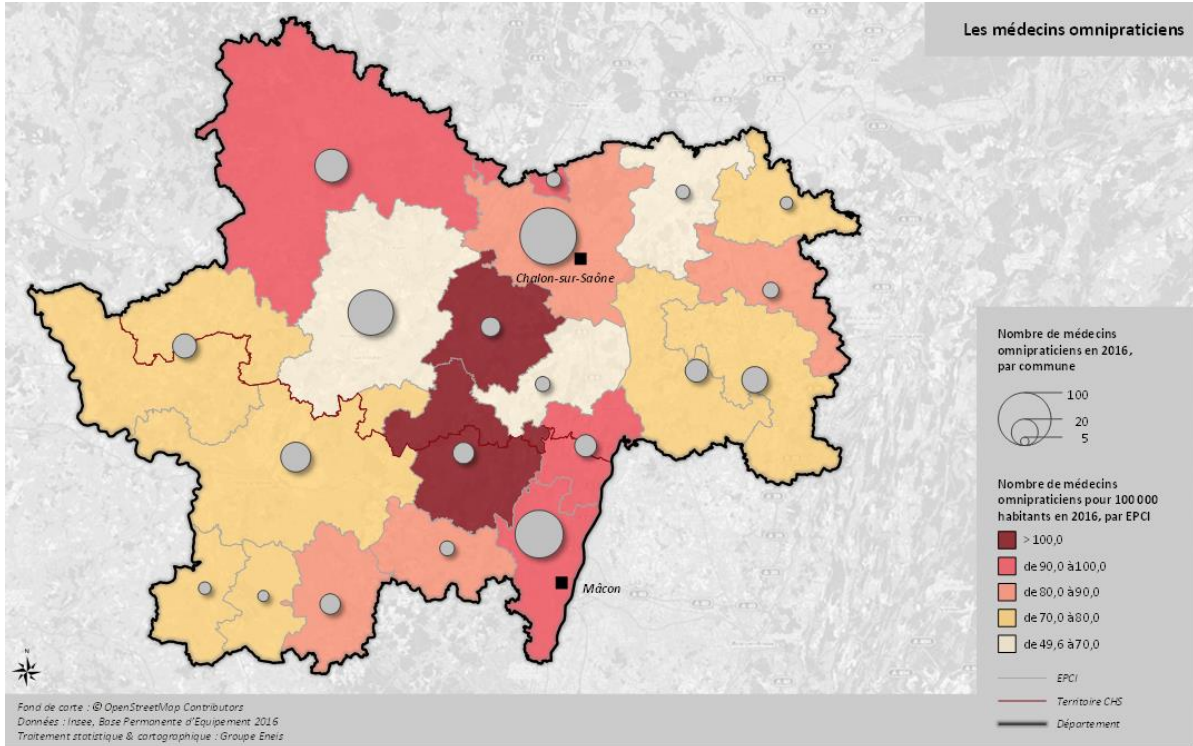 Les médecins omnipraticiens
Chalon-sur-Saône
Mâcon
Nombre de médecins
omnipraticiens en 2016,
par commune
100
20
5
Nombre de médecins
omnipraticiens pour 100 000
habitants en 2016, par EPCI
> 100,0
de 90,0 à 100,0
de 80,0 à 90,0
de 70,0 à 80,0
de 49,6 à 70,0
EPCI
Territoire CHS
Département
N
Fond de carte : © OpenStreetMap Contributors
Données : Insee, Base Permanente d'Equipement 2016
Traitement statistique & cartographique : Groupe Eneis